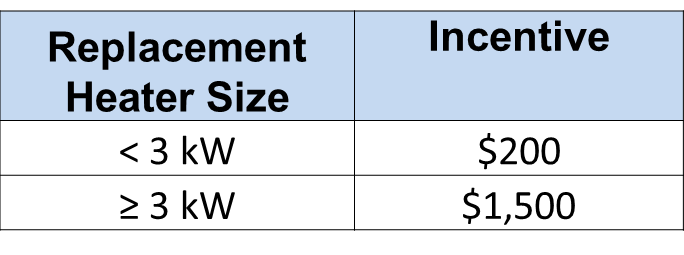 Replacement
Heater Size
Incentive
< 3 kW
$200
≥ 3 kW
$1,500